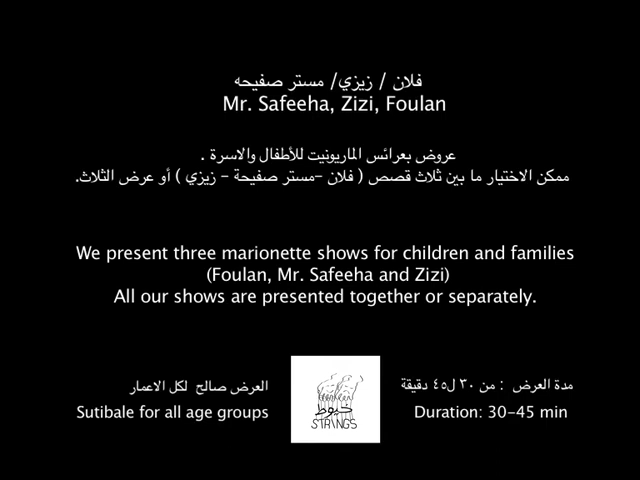 فلان / زيزي/ مستر صفيحه
Mr. Safeeha, Zizi, Foulan
عروض بعرائس الماريونيت للأطفال والاسرة .
ممكن الاختيار ما بين ثلاث قصص ( فلان -مستر صفيحة - زيزي ) أو عرض الثلاث.
We present three marionette shows for children and families
(Foulan, Mr. Safeeha and Zizi)
All our shows are presented together or separately.
العرض صالح لكل الاعمار
Sutibale for all age groups
خيوط
STRINGS
مدة العرض : من ٣٠ ل٤٥ دقيقة
Duration: 30-45 min